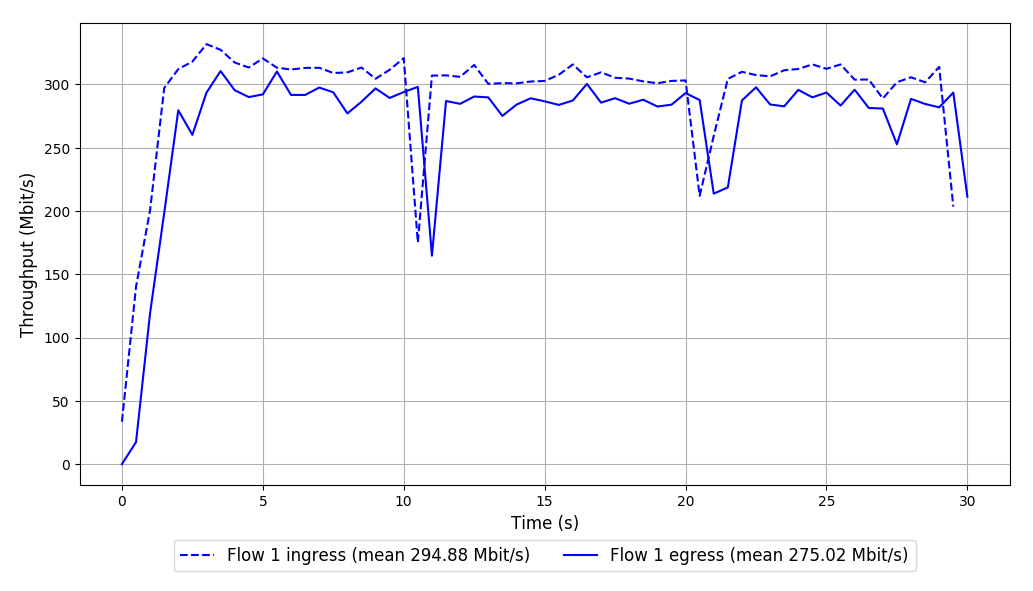 300
250
200
150
100
50
0
Throughput (Mbit/s)
0 5 10 15 20 25 30
Time (s)
Flow 1 ingress (mean 294.88 Mbit/s) Flow 1 egress (mean 275.02 Mbit/s)